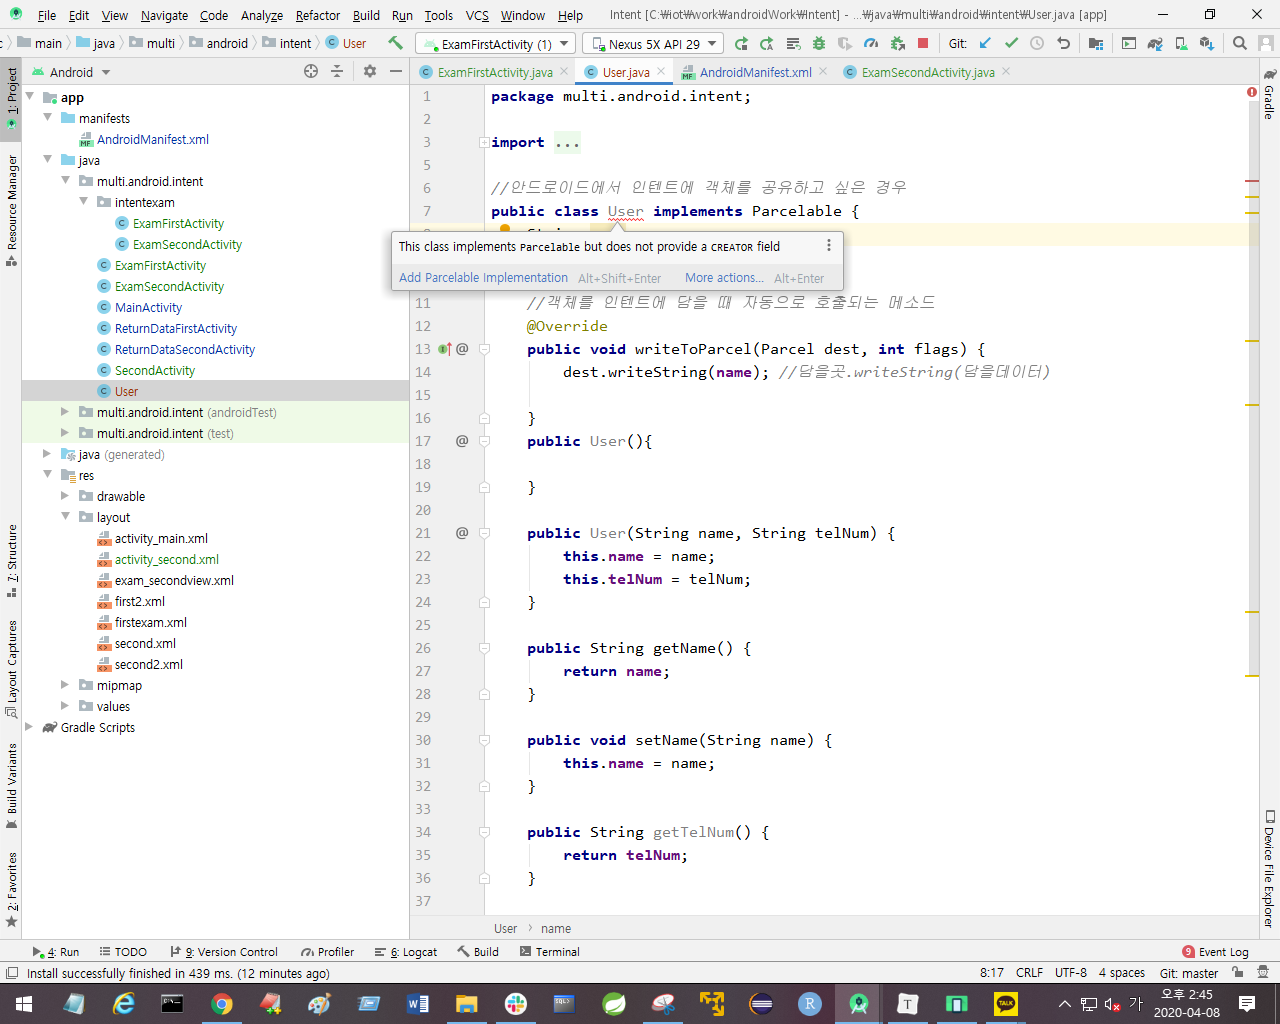 File Edit View Navigate Code Analyze Refactor Build Run Tools VCS Window Help Intent [C:₩iot₩work₩androidWork₩Intent] - ...₩java₩multi₩android₩intent₩User.java [app]
main java multi android intent User ExamFirstActivity (1) Nexus 5X API 29 Git:
Android
ExamFirstActivity.java User.java AndroidManifest.xml ExamSecondActivity.java
1: Project
Resource Manager
7: Structure
Layout Captures
Build Variants
2: Favorites
app
manifests
AndroidManifest.xml
java
multi.android.intent
intentexam
ExamFirstActivity
ExamSecondActivity
ExamFirstActivity
ExamSecondActivity
MainActivity
ReturnDataFirstActivity
ReturnDataSecondActivity
SecondActivity
User
multi.android.intent (androidTest)
multi.android.intent (test)
java (generated)
res
drawable
layout
activity_main.xml
activity_second.xml
exam_secondview.xml
first2.xml
firstexam.xml
second.xml
second2.xml
mipmap
values
Gradle Scripts
1 package multi.android.intent;
2
3 import ...
5
6 //안드로이드에서 인텐트에 객체를 공유하고 싶은 경우
7 public class User implements Parcelable {
This class implements Parcelable but does not provide a CREATOR field
Add Parcelable Implementation Alt+Shift+Enter More actions... Alt+Enter
11 //객체를 인텐트에 담을 때 자동으로 호출되는 메소드
12 @Override
13 public void writeToParcel(Parcel dest, int flags) {
14 dest.writeString(name); //담을곳.writeString(담을데이터)
15
16 }
17 public User(){
18
19 }
20
21 public User(String name, String telNum) {
22 this.name = name;
23 this.telNum = telNum;
24 }
25
26 public String getName() {
27 return name;
28 }
29
30 public void setName(String name) {
31 this.name = name;
32 }
33
34 public String getTelNum() {
35 return telNum;
36 }
37
User › name
Gradle
Device File Explorer
4: Run TODO 9: Version Control Profiler 6: Logcat Build Terminal 9 Event Log
Install successfully finished in 439 ms. (12 minutes ago) 8:17 CRLF UTF-8 4 spaces Git: master
가 오후 2:45
2020-04-08